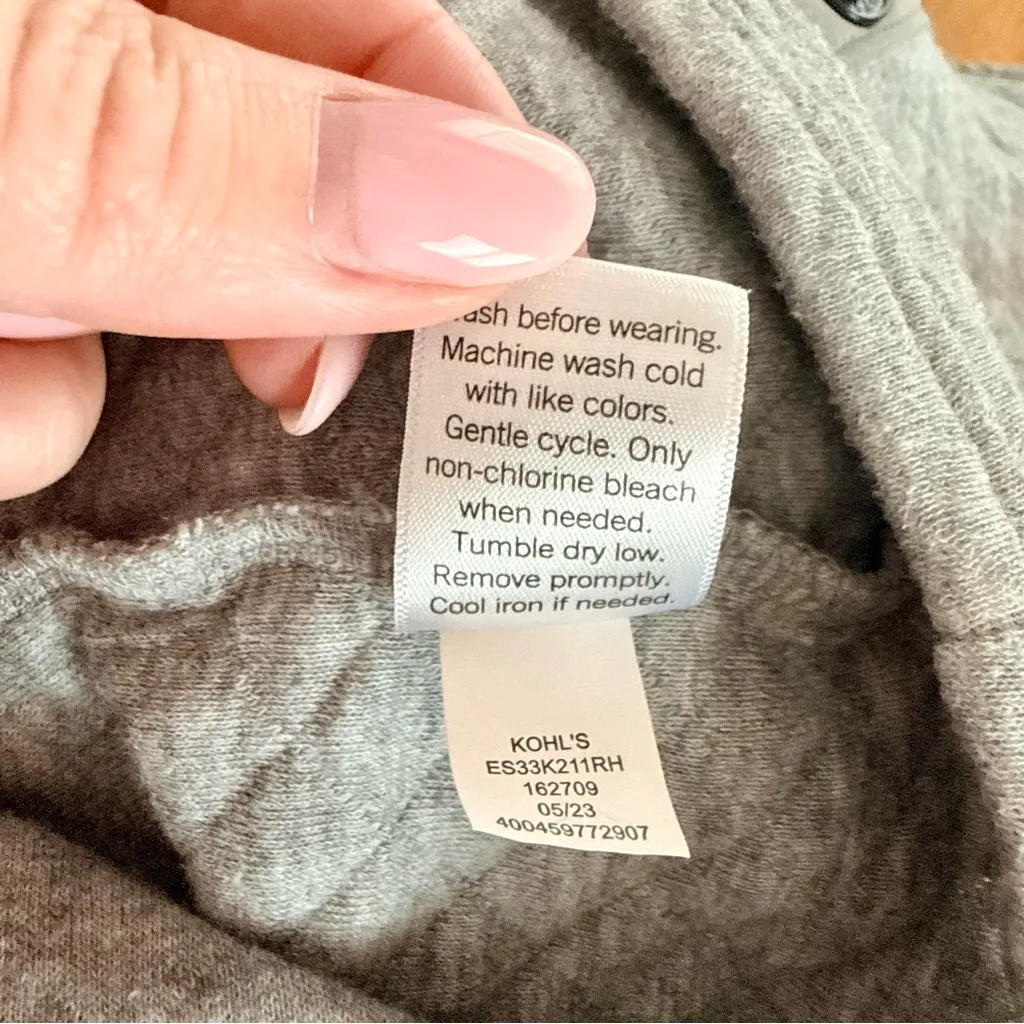 before wearing.
Machine wash cold
with like colors.
Gentle cycle. Only
non-chlorine bleach
when needed.
Tumble dry low.
Remove promptly.
Cool iron if needed.
KOHL'S
ES33K211RH
162709
05/23
400459772907